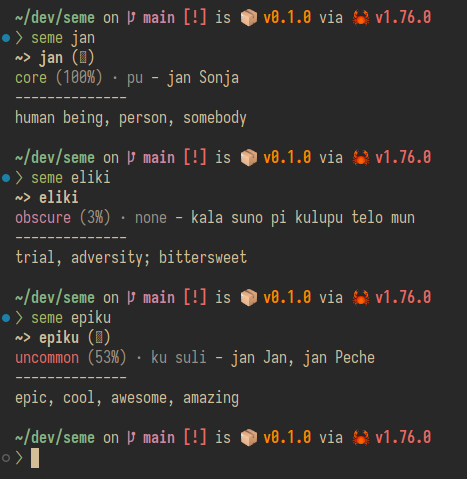 ~/dev/seme on main [!] is 📦 v0.1.0 via 🦀 v1.76.0
❯ seme jan
~> jan (▯)
core (100%) · pu – jan Sonja
--------------
human being, person, somebody
~/dev/seme on main [!] is 📦 v0.1.0 via 🦀 v1.76.0
❯ seme eliki
~> eliki
obscure (3%) · none – kala suno pi kulupu telo mun
--------------
trial, adversity; bittersweet
~/dev/seme on main [!] is 📦 v0.1.0 via 🦀 v1.76.0
❯ seme epiku
~> epiku (▯)
uncommon (53%) · ku suli – jan Jan, jan Peche
--------------
epic, cool, awesome, amazing
~/dev/seme on main [!] is 📦 v0.1.0 via 🦀 v1.76.0
❯